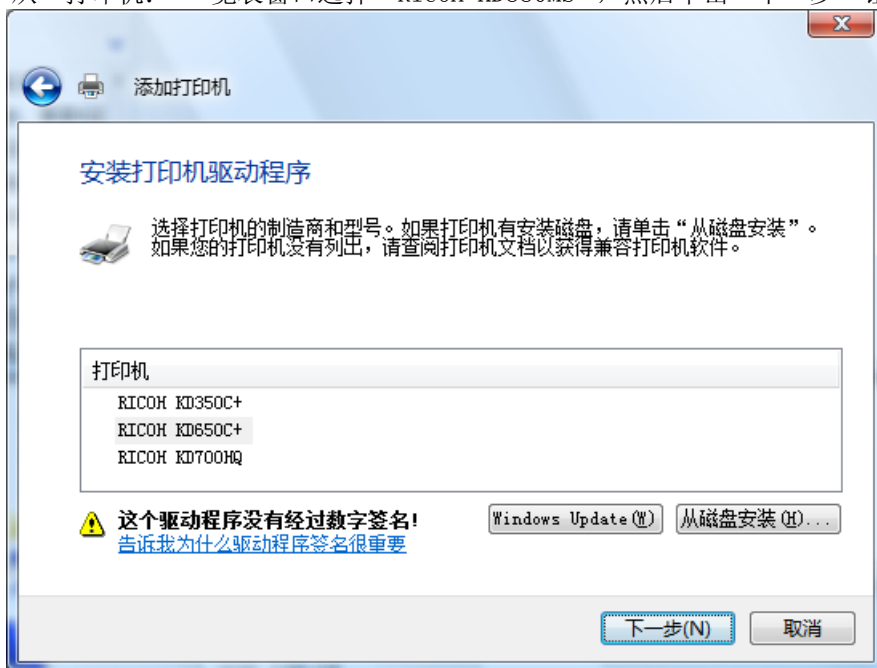 添加打印机
安装打印机驱动程序
选择打印机的制造商和型号。如果打印机有安装磁盘，请单击“从磁盘安装”。
如果您的打印机没有列出，请查阅打印机文档以获得兼容打印机软件。
打印机
RICOH KD350C+
RICOH KD650C+
RICOH KD700HQ
这个驱动程序没有经过数字签名!
Windows Update(W)
从磁盘安装(H)...
告诉我为什么驱动程序签名很重要
下一步(N)
取消